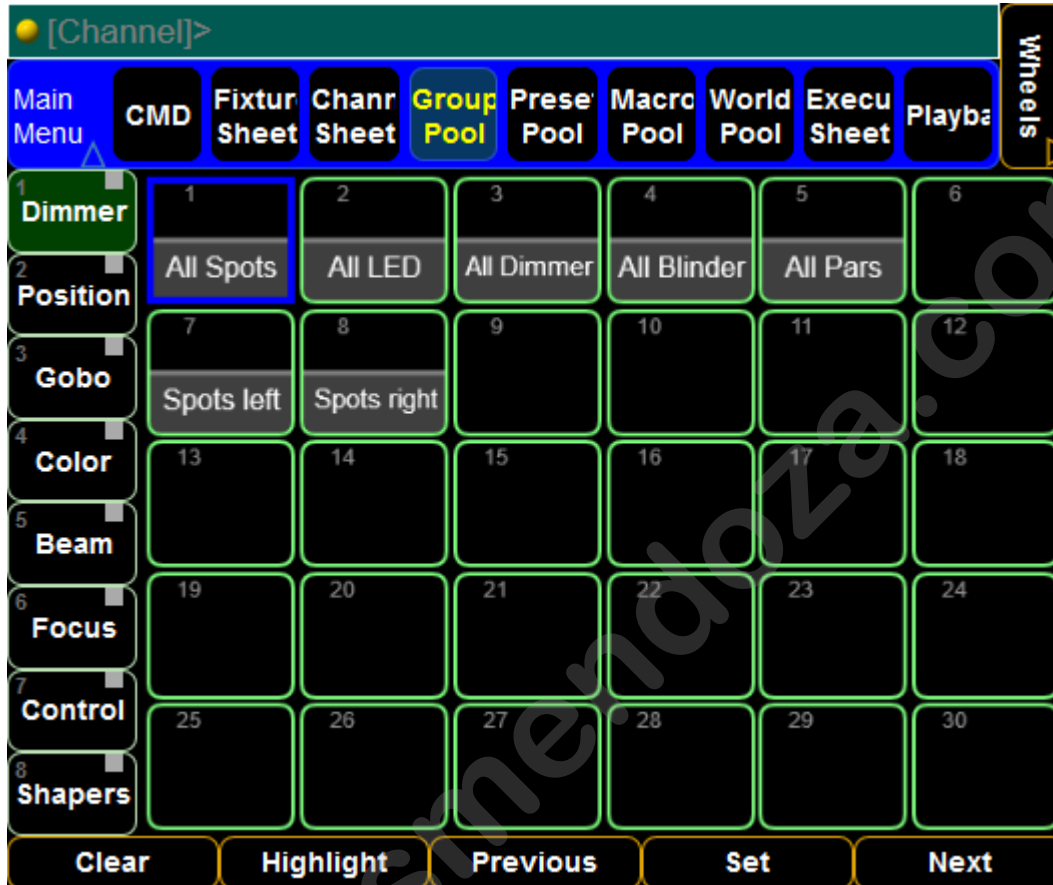 [Channel]>
Wheels
Main
Menu
CMD
Fixtur
Sheet
Chanr
Sheet
Group
Pool
Prese
Pool
Macro
Pool
World
Pool
Execu
Sheet
Playba
1
Dimmer
2
Position
3
Gobo
4
Color
5
Beam
6
Focus
7
Control
8
Shapers
1
All Spots
2
All LED
3
All Dimmer
4
All Blinder
5
All Pars
6
7
Spots left
8
Spots right
9
10
11
12
13
14
15
16
17
18
19
20
21
22
23
24
25
26
27
28
29
30
Clear
Highlight
Previous
Set
Next